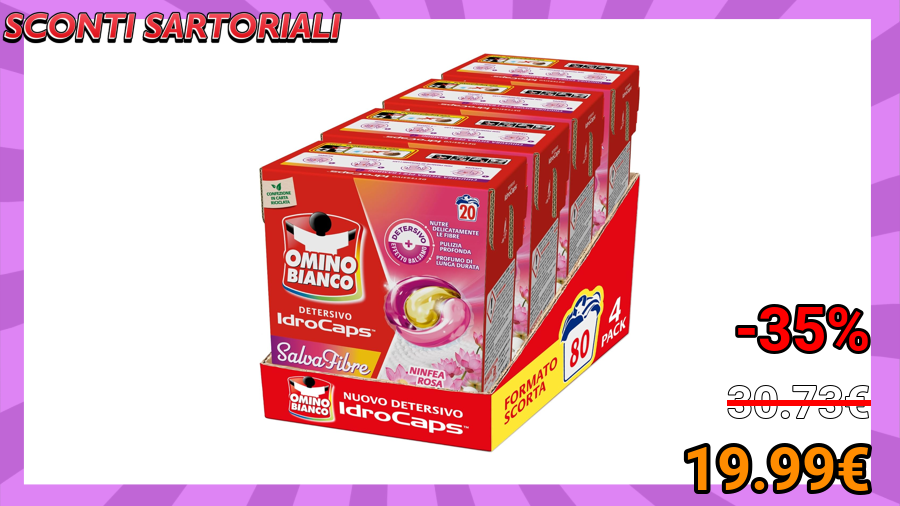 SCONTI SARTORIALI
CONFEZIONE
IN CARTA
RICICLATA
20
OMINO
BIANCO
DETERSIVO
IdroCaps™
SalvaFibre
DETERSIVO
+
EFFETTO BALSAMO
NUTRE
DELICATAMENTE
LE FIBRE
PULIZIA
PROFONDA
PROFUMO DI
LUNGA DURATA
NINFEA
ROSA
OMINO
BIANCO
NUOVO DETERSIVO
IdroCaps™
FORMATO
SCORTA
80
4
PACK
-35%
30.73€
19.99€